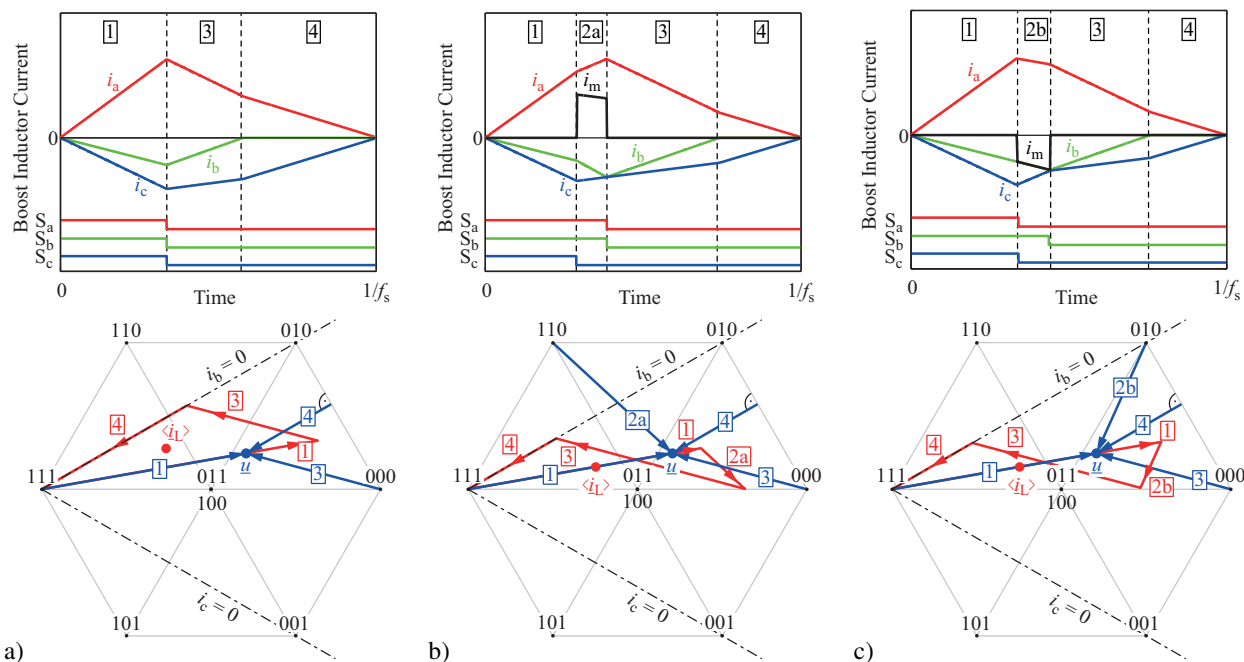 Boost Inductor Current
1 3 4
i_a
0
i_b
i_c
S_a
S_b
S_c
0 Time 1/f_s
110 010
i_b = 0
3
4 4
⟨i_L⟩
1
1 u 3
111 011 000
100
i_c = 0
101 001
a)
Boost Inductor Current
1 2a 3 4
i_a
i_m
0
i_b
i_c
S_a
S_b
S_c
0 Time 1/f_s
110 010
i_b = 0
2a
4 1 4
3 2a
1 u 3
⟨i_L⟩
111 011 000
100
i_c = 0
101 001
b)
Boost Inductor Current
1 2b 3 4
i_a
0
i_m i_b
i_c
S_a
S_b
S_c
0 Time 1/f_s
110 010
i_b = 0
2b
4 3 4 1
1 u 3
⟨i_L⟩ 2b
111 011 000
100
i_c = 0
101 001
c)